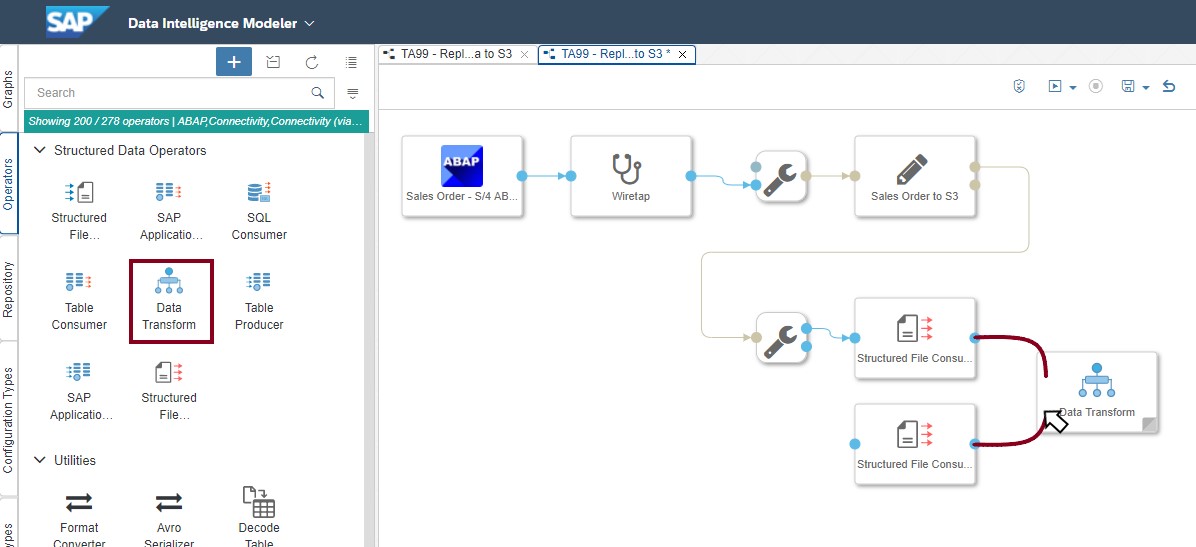 SAP
Data Intelligence Modeler
TA99 - Repl...a to S3
TA99 - Repl...to S3 *
Graphs
Operators
Repository
Configuration Types
ypes
Search
Showing 200 / 278 operators | ABAP,Connectivity,Connectivity (via…
Structured Data Operators
Structured
File...
SAP
Applicatio...
SQL
Consumer
Table
Consumer
Data
Transform
Table
Producer
SAP
Applicatio...
Structured
File...
Utilities
Format
Converter
Avro
Serializer
Decode
Table
ABAP
Sales Order - S/4 AB...
Wiretap
Sales Order to S3
Structured File Consu...
Data Transform
Structured File Consu...